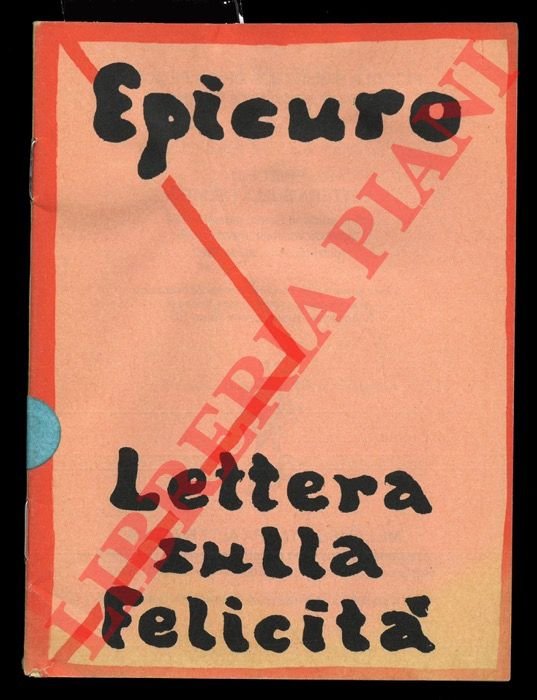 Epicuro
Lettera
sulla
felicità
LIBRERIA PIANI